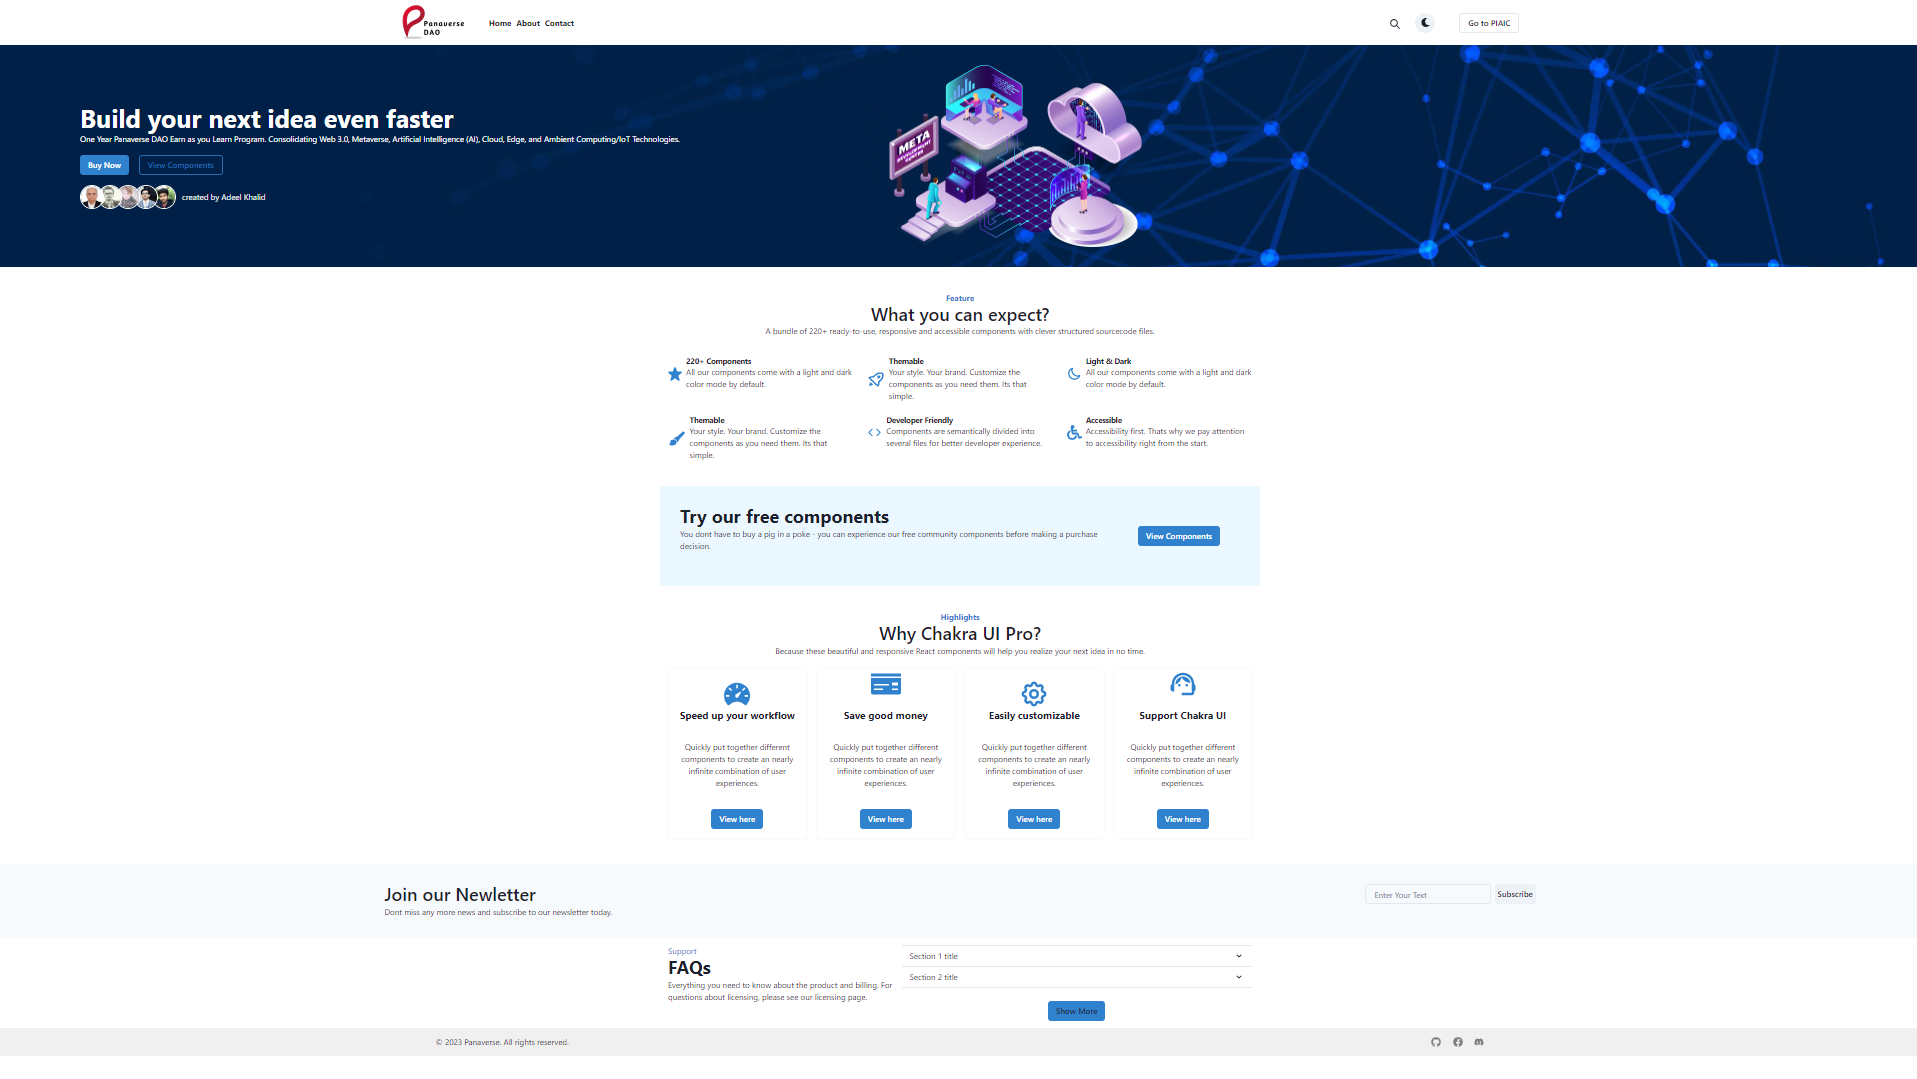 Panaverse
DAO
Home About Contact
Go to PIAIC
Build your next idea even faster
One Year Panaverse DAO Earn as you Learn Program. Consolidating Web 3.0, Metaverse, Artificial Intelligence (AI), Cloud, Edge, and Ambient Computing/IoT Technologies.
Buy Now
View Components
created by Adeel Khalid
META
Feature
What you can expect?
A bundle of 220+ ready-to-use, responsive and accessible components with clever structured sourcecode files.
220+ Components
All our components come with a light and dark
color mode by default.
Themable
Your style. Your brand. Customize the
components as you need them. Its that
simple.
Light & Dark
All our components come with a light and dark
color mode by default.
Themable
Your style. Your brand. Customize the
components as you need them. Its that
simple.
Developer Friendly
Components are semantically divided into
several files for better developer experience.
Accessible
Accessibility first. Thats why we pay attention
to accessibility right from the start.
Try our free components
You dont have to buy a pig in a poke - you can experience our free community components before making a purchase
decision.
View Components
Highlights
Why Chakra UI Pro?
Because these beautiful and responsive React components will help you realize your next idea in no time.
Speed up your workflow
Quickly put together different
components to create an nearly
infinite combination of user
experiences.
View here
Save good money
Quickly put together different
components to create an nearly
infinite combination of user
experiences.
View here
Easily customizable
Quickly put together different
components to create an nearly
infinite combination of user
experiences.
View here
Support Chakra UI
Quickly put together different
components to create an nearly
infinite combination of user
experiences.
View here
Join our Newletter
Dont miss any more news and subscribe to our newsletter today.
Enter Your Text
Subscribe
Support
FAQs
Everything you need to know about the product and billing. For
questions about licensing, please see our licensing page.
Section 1 title
Section 2 title
Show More
© 2023 Panaverse. All rights reserved.